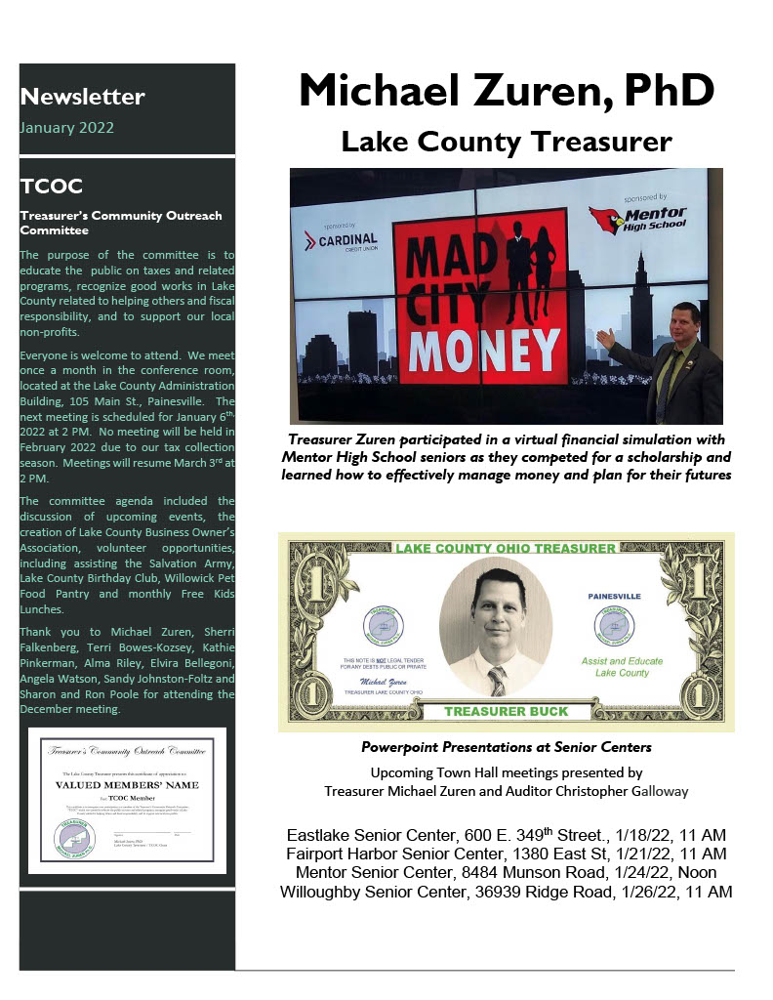 Newsletter
January 2022
TCOC
Treasurer's Community Outreach
Committee
The purpose of the committee is to
educate the public on taxes and related
programs, recognize good works in Lake
County related to helping others and fiscal
responsibility, and to support our local
non-profits.
Everyone is welcome to attend. We meet
once a month in the conference room,
located at the Lake County Administration
Building, 105 Main St., Painesville. The
next meeting is scheduled for January 6th,
2022 at 2 PM. No meeting will be held in
February 2022 due to our tax collection
season. Meetings will resume March 3rd at
2 PM.
The committee agenda included the
discussion of upcoming events, the
creation of Lake County Business Owner's
Association, volunteer opportunities,
including assisting the Salvation Army,
Lake County Birthday Club, Willowick Pet
Food Pantry and monthly Free Kids
Lunches.
Thank you to Michael Zuren, Sherri
Falkenberg, Terri Bowes-Kozsey, Kathie
Pinkerman, Alma Riley, Elvira Bellegoni,
Angela Watson, Sandy Johnston-Foltz and
Sharon and Ron Poole for attending the
December meeting.
Treasurer's Community Outreach Committee
The Lake County Treasurer presents this certificate of appreciation to:
VALUED MEMBERS' NAME
TCOC Member
Michael Zuren, PhD
Lake County Treasurer / TCOC Chair
TREASURER
Michael Zuren, PhD
Lake County Treasurer
sponsored by
CARDINAL
CREDIT UNION
sponsored by
Mentor
High School
MAD
CITY
MONEY
Treasurer Zuren participated in a virtual financial simulation with
Mentor High School seniors as they competed for a scholarship and
learned how to effectively manage money and plan for their futures
LAKE COUNTY OHIO TREASURER
1
1
PAINESVILLE
TREASURER
TREASURER
THIS NOTE IS NOT LEGAL TENDER
FOR ANY DEBTS PUBLIC OR PRIVATE
Michael Zuren
TREASURER LAKE COUNTY OHIO
Assist and Educate
Lake County
1
1
TREASURER BUCK
Powerpoint Presentations at Senior Centers
Upcoming Town Hall meetings presented by
Treasurer Michael Zuren and Auditor Christopher Galloway
Eastlake Senior Center, 600 E. 349th Street., 1/18/22, 11 AM
Fairport Harbor Senior Center, 1380 East St, 1/21/22, 11 AM
Mentor Senior Center, 8484 Munson Road, 1/24/22, Noon
Willoughby Senior Center, 36939 Ridge Road, 1/26/22, 11 AM